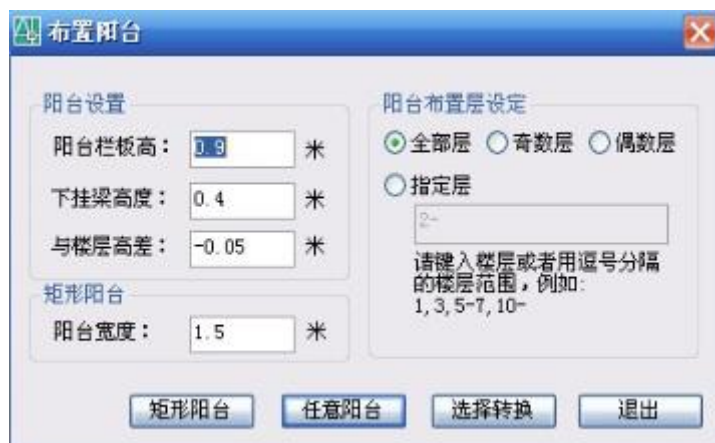 布置阳台
阳台设置
阳台栏板高： 0.9 米
下挂梁高度： 0.4 米
与楼层高差： -0.05 米
矩形阳台
阳台宽度： 1.5 米
阳台布置层设定
全部层 奇数层 偶数层
指定层
2-
请键入楼层或者用逗号分隔
的楼层范围，例如:
1,3,5-7,10-
矩形阳台 任意阳台 选择转换 退出